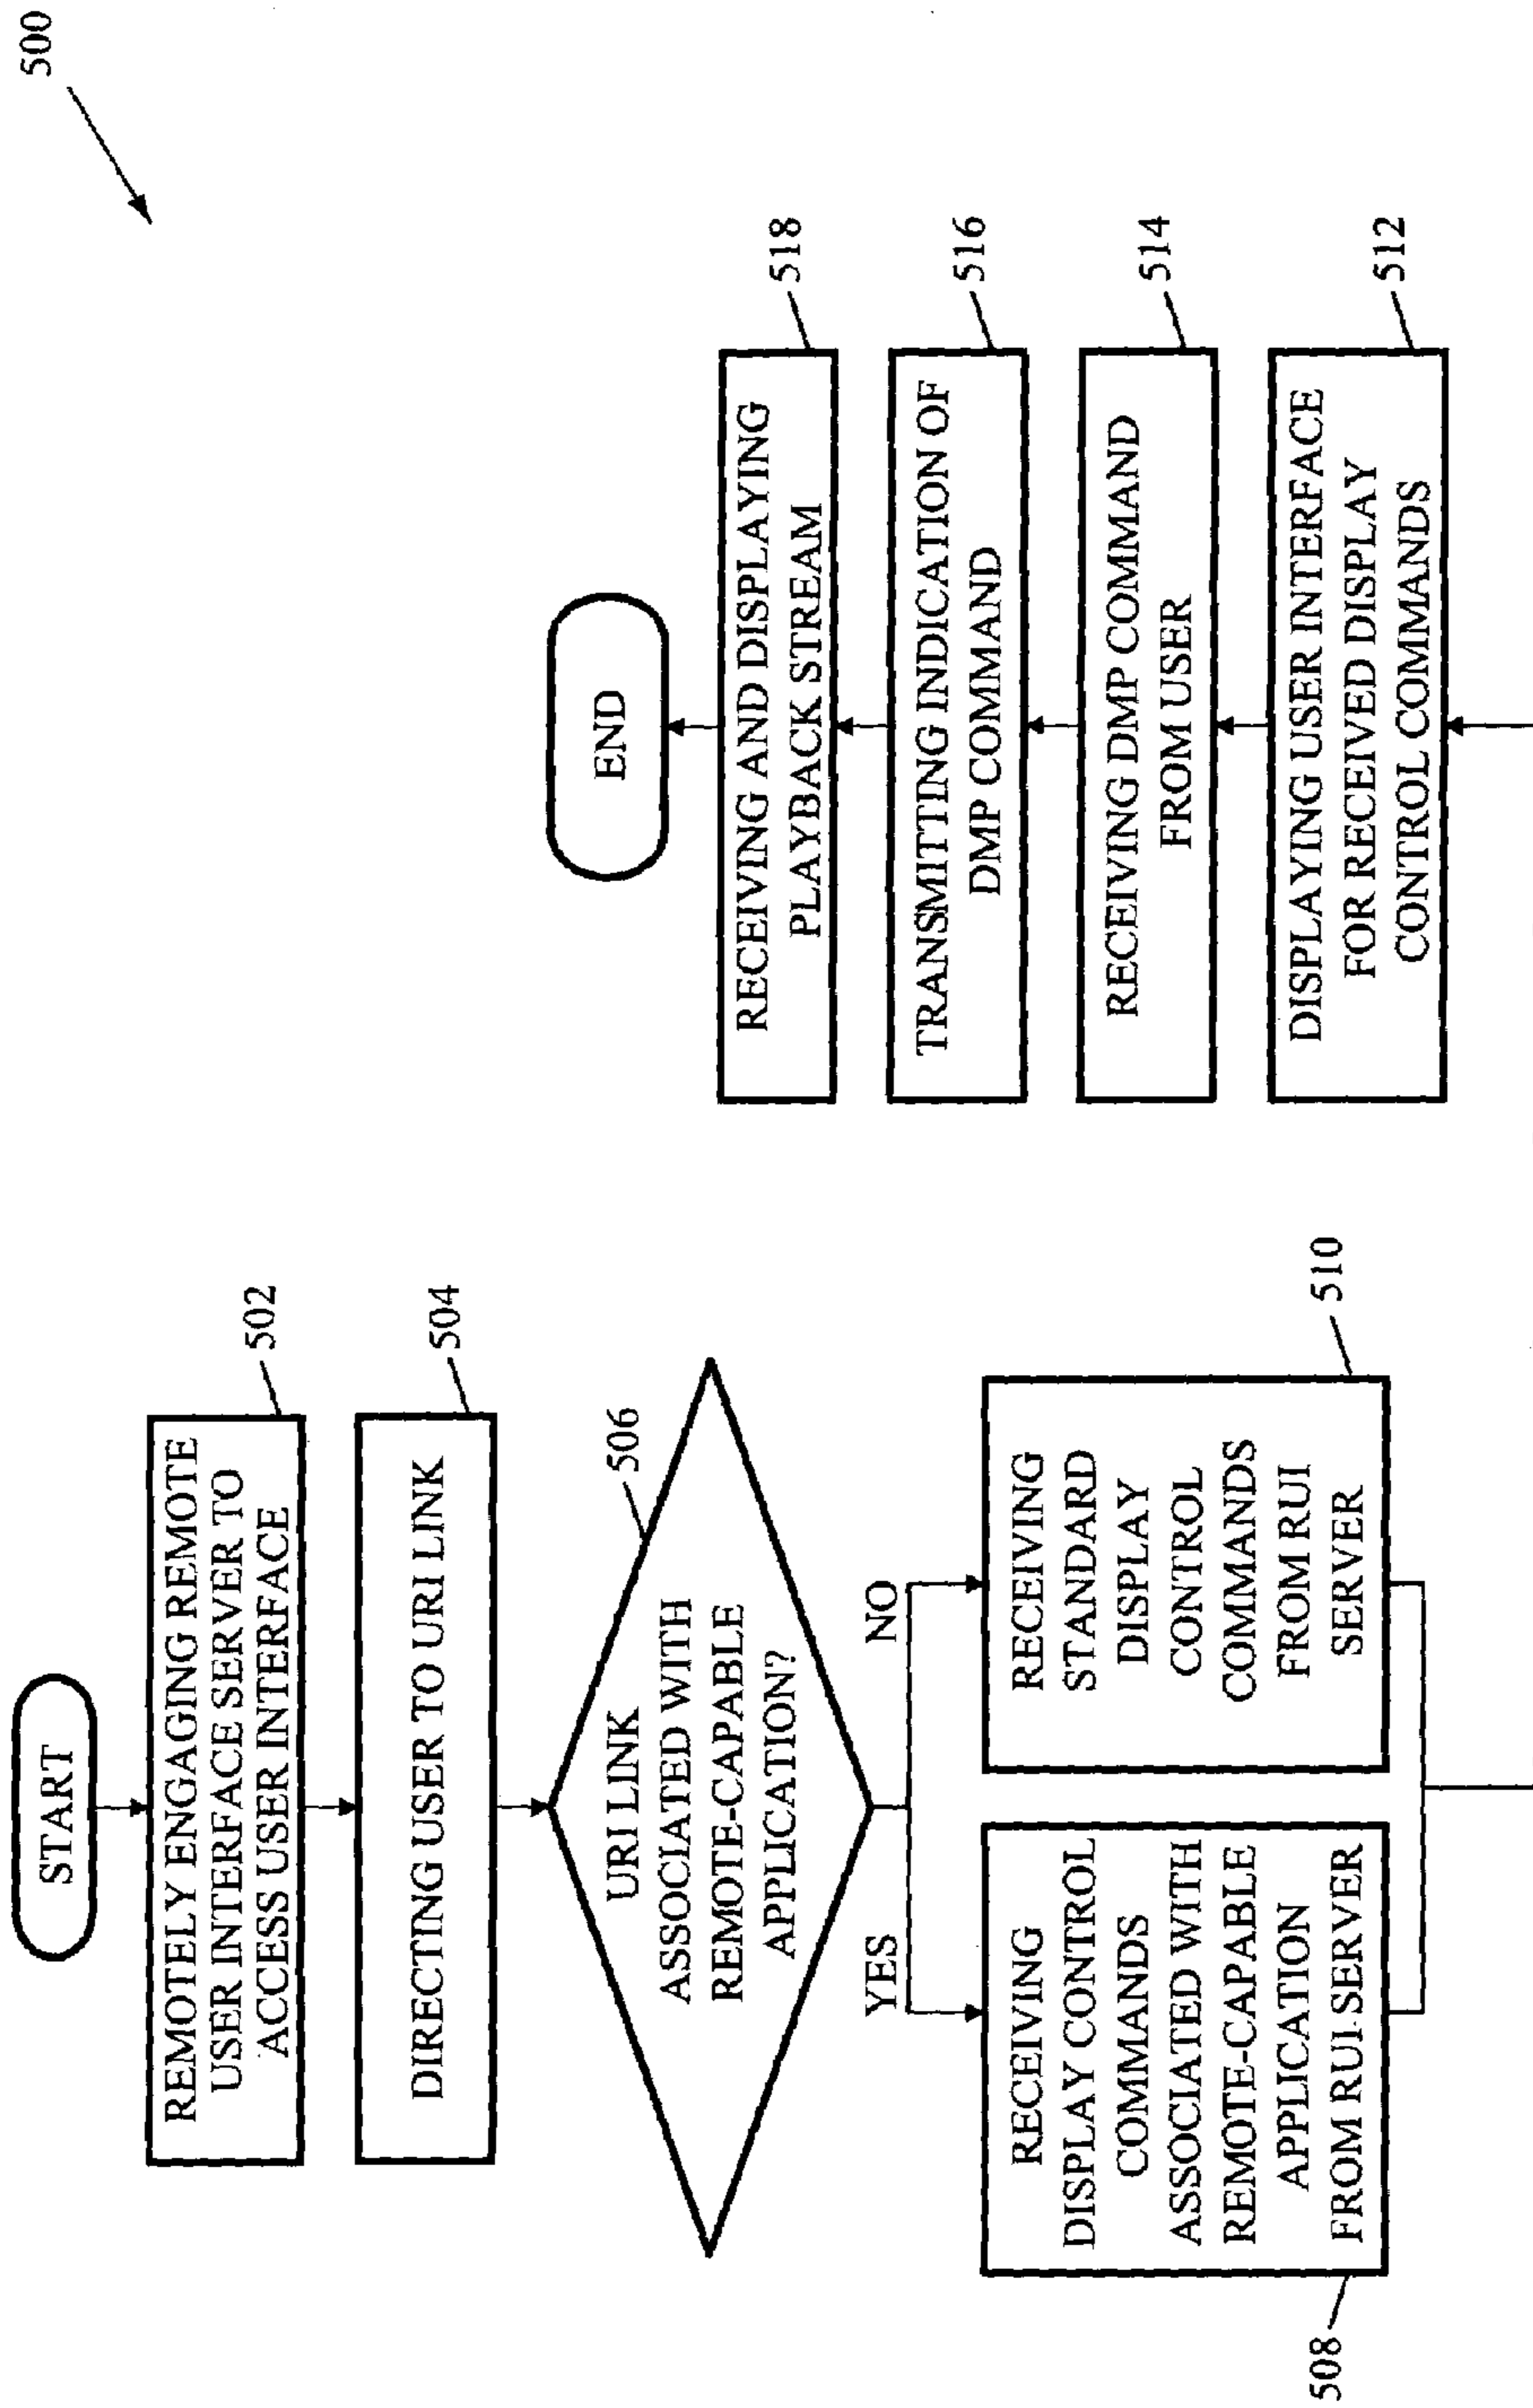 500
START
REMOTELY ENGAGING REMOTE
USER INTERFACE SERVER TO
ACCESS USER INTERFACE
502
DIRECTING USER TO URI LINK
504
URI LINK
ASSOCIATED WITH
REMOTE-CAPABLE
APPLICATION?
506
YES
NO
RECEIVING
DISPLAY CONTROL
COMMANDS
ASSOCIATED WITH
REMOTE-CAPABLE
APPLICATION
FROM RUI SERVER
508
RECEIVING
STANDARD
DISPLAY
CONTROL
COMMANDS
FROM RUI
SERVER
510
DISPLAYING USER INTERFACE
FOR RECEIVED DISPLAY
CONTROL COMMANDS
512
RECEIVING DMP COMMAND
FROM USER
514
TRANSMITTING INDICATION OF
DMP COMMAND
516
RECEIVING AND DISPLAYING
PLAYBACK STREAM
518
END